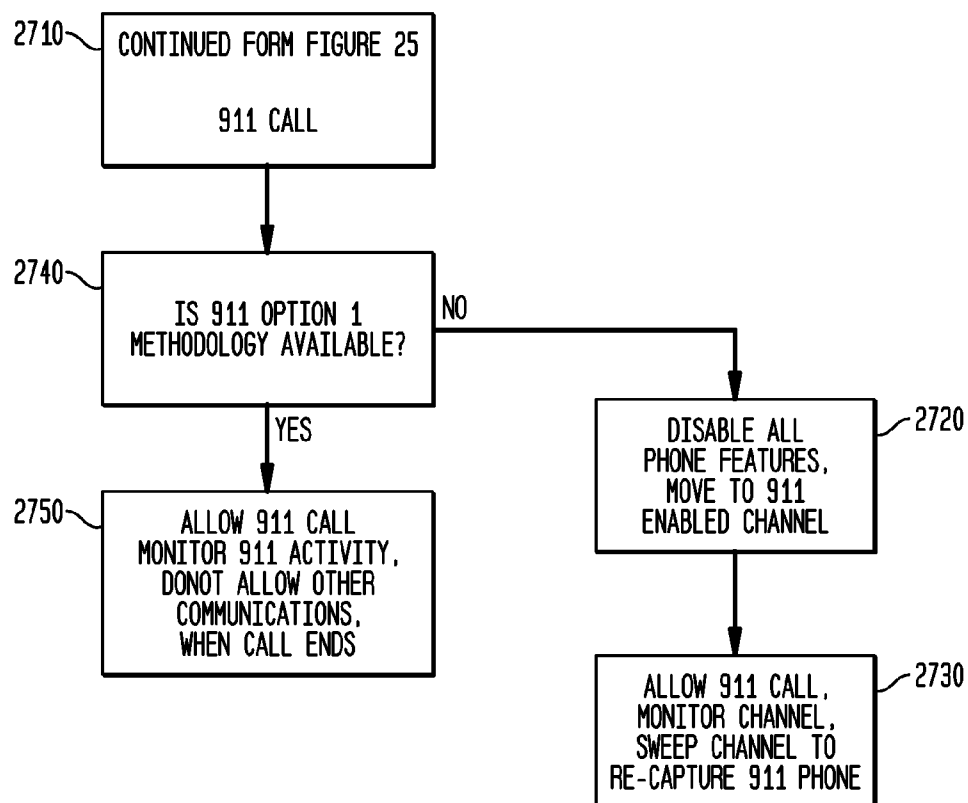 2710
CONTINUED FORM FIGURE 25
911 CALL
2740
IS 911 OPTION 1
METHODOLOGY AVAILABLE?
NO
YES
2720
DISABLE ALL
PHONE FEATURES,
MOVE TO 911
ENABLED CHANNEL
2750
ALLOW 911 CALL
MONITOR 911 ACTIVITY,
DONOT ALLOW OTHER
COMMUNICATIONS,
WHEN CALL ENDS
2730
ALLOW 911 CALL,
MONITOR CHANNEL,
SWEEP CHANNEL TO
RE-CAPTURE 911 PHONE